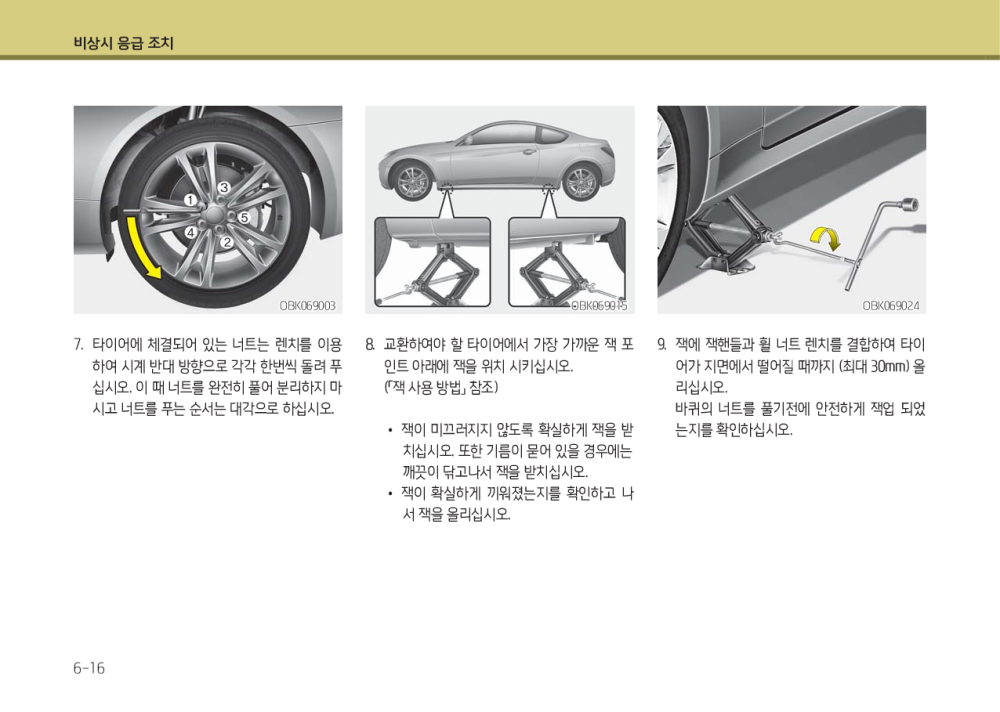 비상시 응급 조치
①
③
⑤
④
②
OBK069003
OBK069015
OBK069024
7. 타이어에 체결되어 있는 너트는 렌치를 이용
하여 시계 반대 방향으로 각각 한번씩 돌려 푸
십시오. 이 때 너트를 완전히 풀어 분리하지 마
시고 너트를 푸는 순서는 대각으로 하십시오.
8. 교환하여야 할 타이어에서 가장 가까운 잭 포
인트 아래에 잭을 위치 시키십시오.
(「잭 사용 방법」 참조)
• 잭이 미끄러지지 않도록 확실하게 잭을 받
치십시오. 또한 기름이 묻어 있을 경우에는
깨끗이 닦고나서 잭을 받치십시오.
• 잭이 확실하게 끼워졌는지를 확인하고 나
서 잭을 올리십시오.
9. 잭에 잭핸들과 휠 너트 렌치를 결합하여 타이
어가 지면에서 떨어질 때까지 (최대 30mm) 올
리십시오.
바퀴의 너트를 풀기전에 안전하게 잭업 되었
는지를 확인하십시오.
6-16